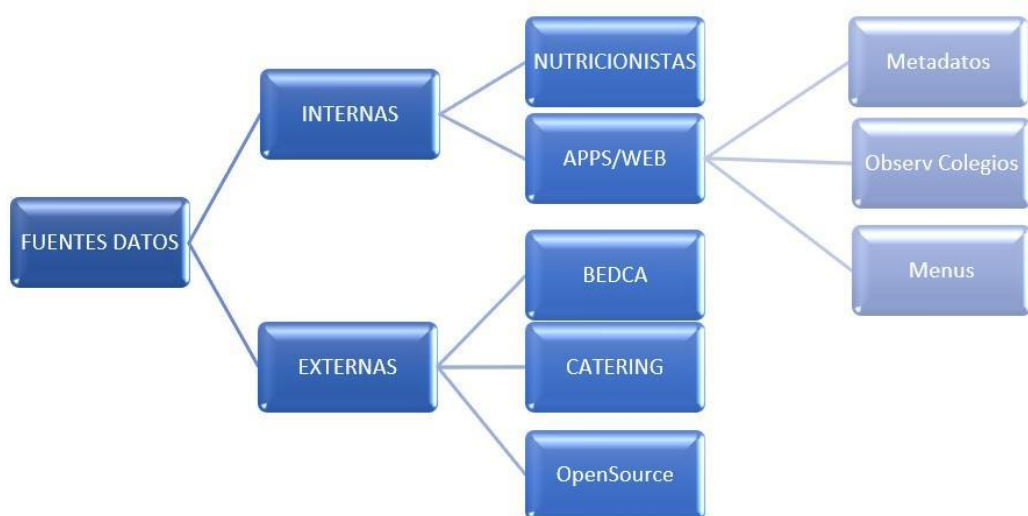 FUENTES DATOS
INTERNAS
NUTRICIONISTAS
APPS/WEB
Metadatos
Observ Colegios
Menus
EXTERNAS
BEDCA
CATERING
OpenSource